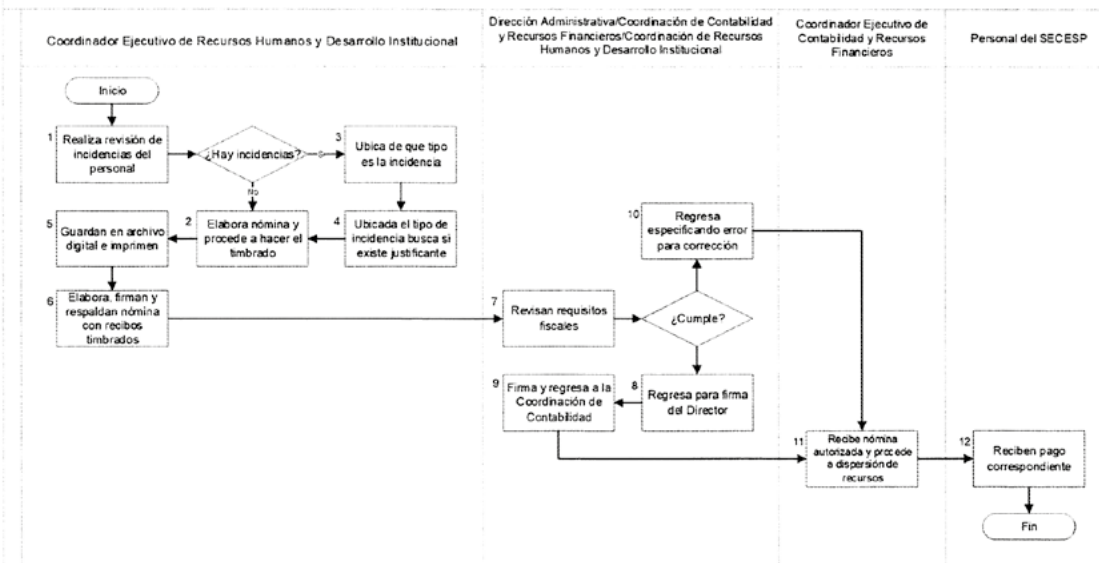 Coordinador Ejecutivo de Recursos Humanos y Desarrollo Institucional
Dirección Administrativa/Coordinación de Contabilidad
y Recursos Financieros/Coordinación de Recursos
Humanos y Desarrollo Institucional
Coordinador Ejecutivo de
Contabilidad y Recursos
Financieros
Personal del SECESP
Inicio
1
Realiza revisión de
incidencias del
personal
¿Hay incidencias?
No
3
Ubica de que tipo
es la incidencia
5
Guardan en archivo
digital e imprimen
2
Elabora nómina y
procede a hacer el
timbrado
4
Ubicada el tipo de
incidencia busca si
existe justificante
6
Elabora, firman y
respaldan nómina
con recibos
timbrados
10
Regresa
especificando error
para corrección
7
Revisan requisitos
fiscales
¿Cumple?
9
Firma y regresa a la
Coordinación de
Contabilidad
8
Regresa para firma
del Director
11
Recibe nómina
autorizada y procede
a dispersión de
recursos
12
Reciben pago
correspondiente
Fin